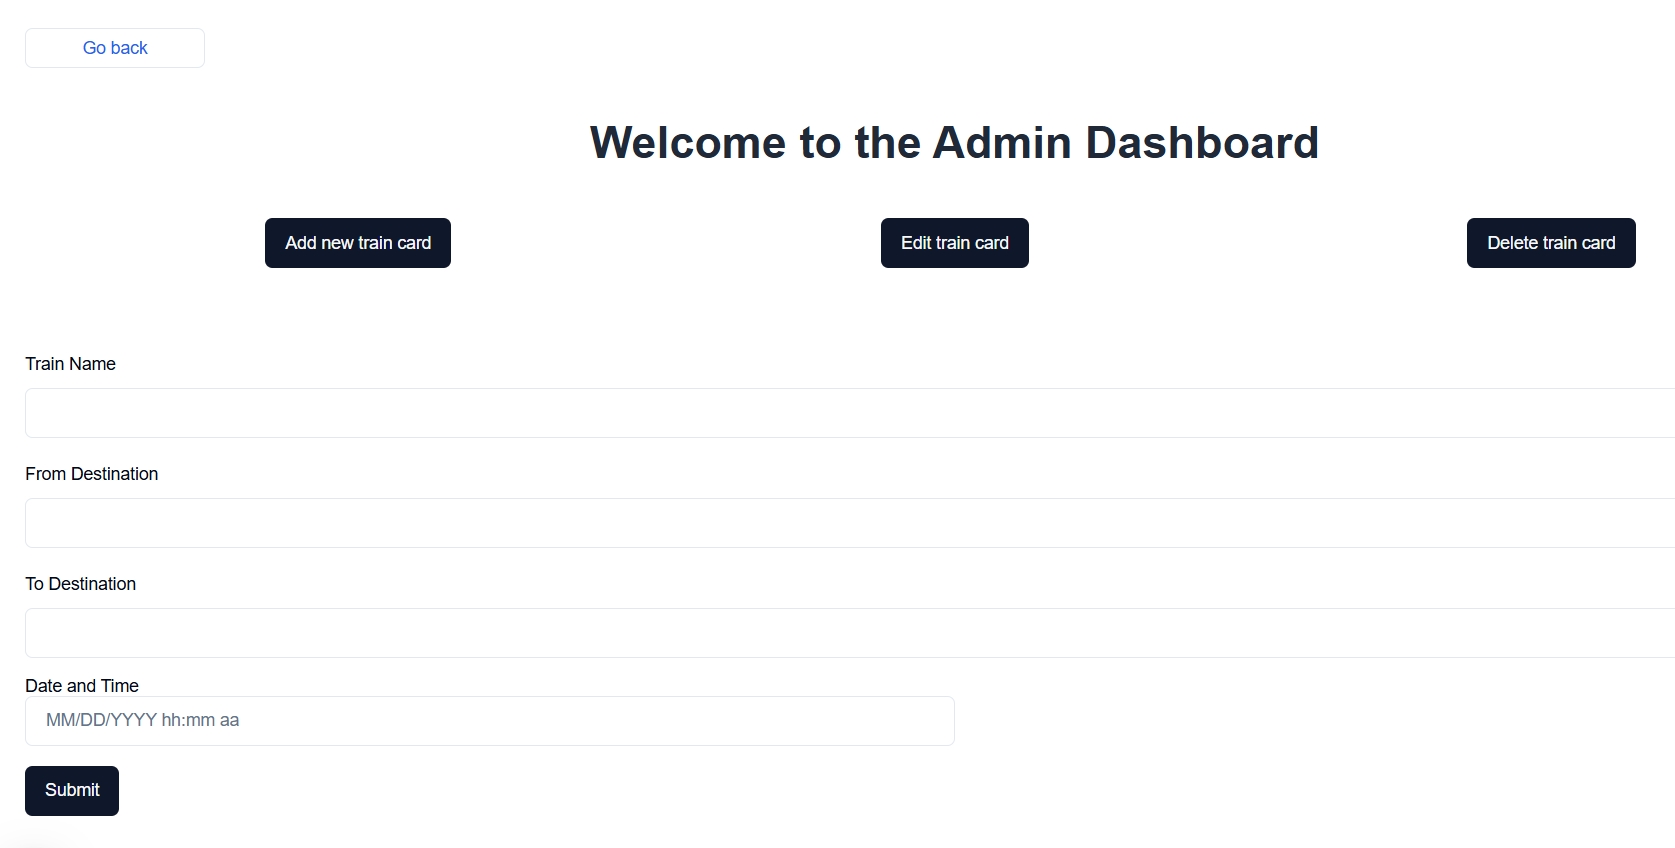 Go back
Welcome to the Admin Dashboard
Add new train card
Edit train card
Delete train card
Train Name
From Destination
To Destination
Date and Time
MM/DD/YYYY hh:mm aa
Submit